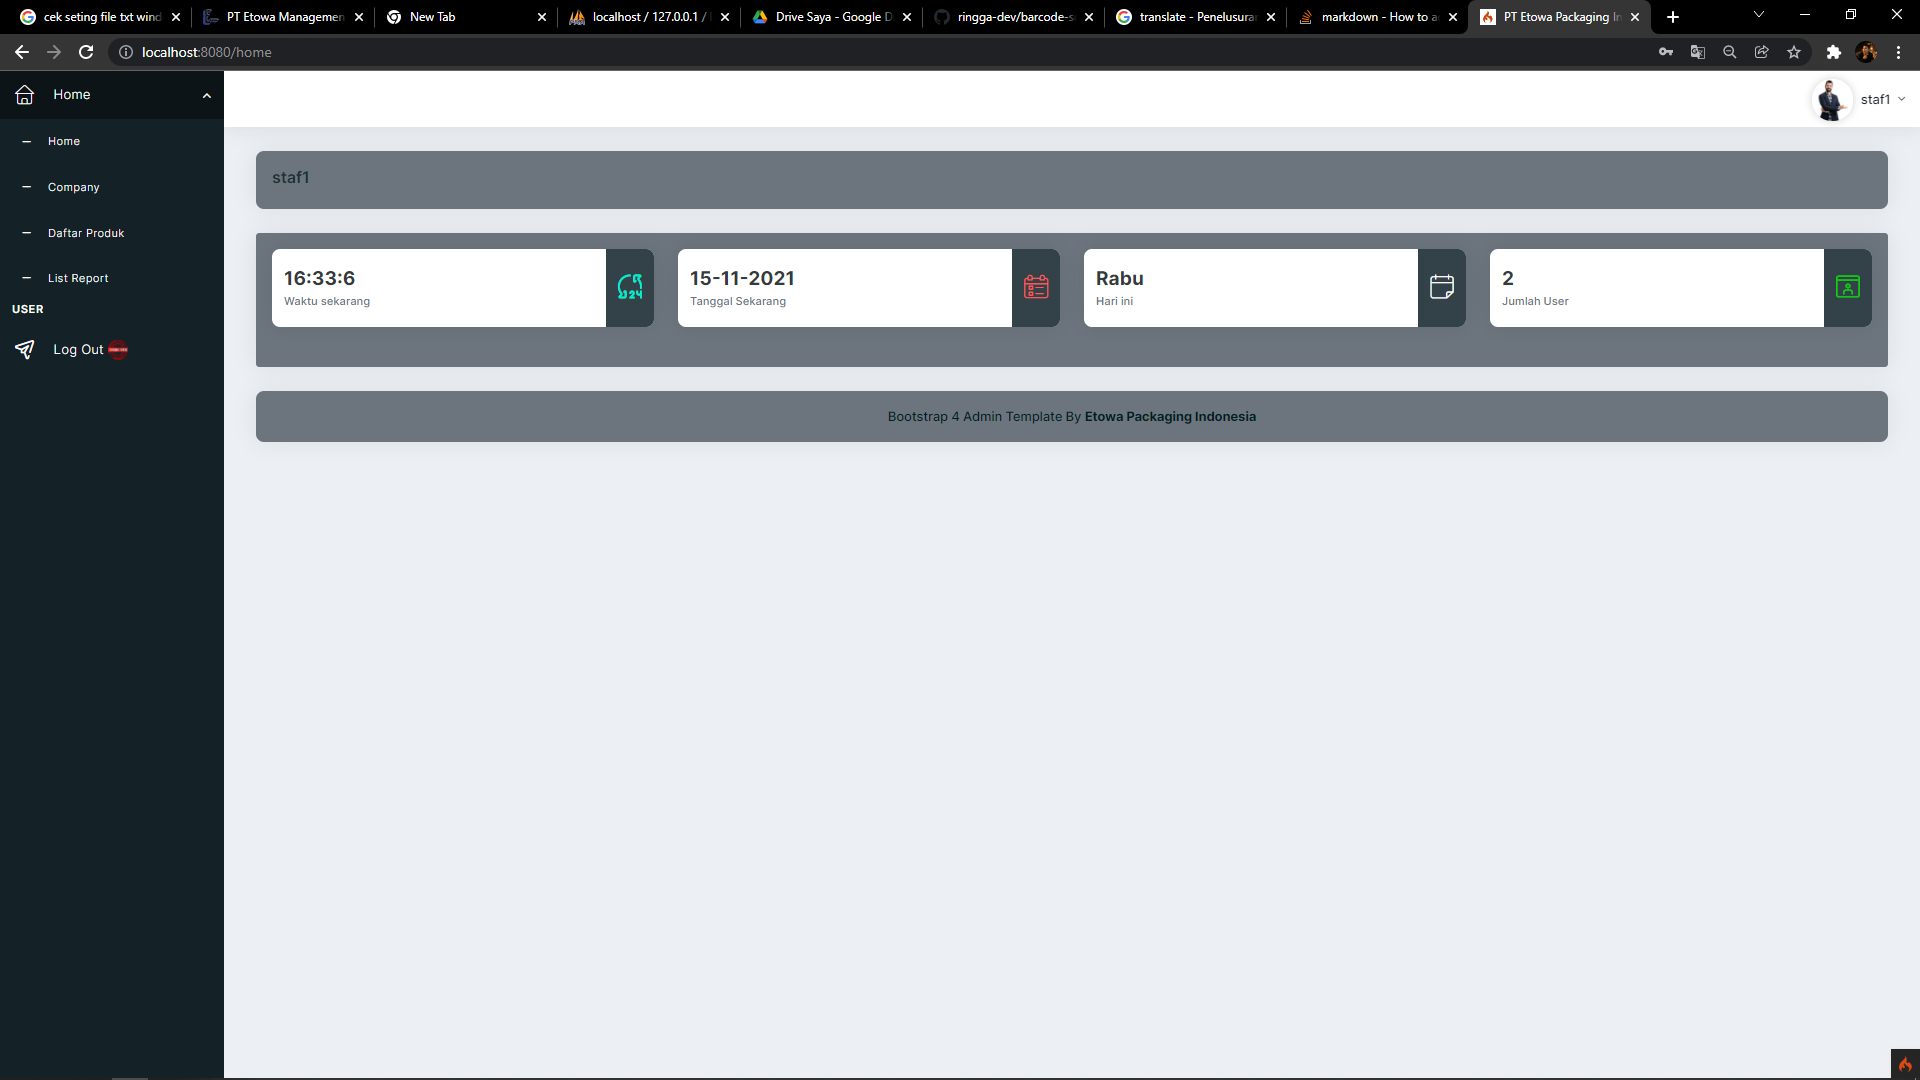 cek seting file txt wind
PT Etowa Managemen
New Tab
localhost / 127.0.0.1 /
Drive Saya - Google D
ringga-dev/barcode-s
translate - Penelusura
markdown - How to a
PT Etowa Packaging In
localhost:8080/home
Home
staf1
Home
Company
Daftar Produk
List Report
USER
Log Out
staf1
16:33:6
Waktu sekarang
24
15-11-2021
Tanggal Sekarang
Rabu
Hari ini
2
Jumlah User
Bootstrap 4 Admin Template By Etowa Packaging Indonesia